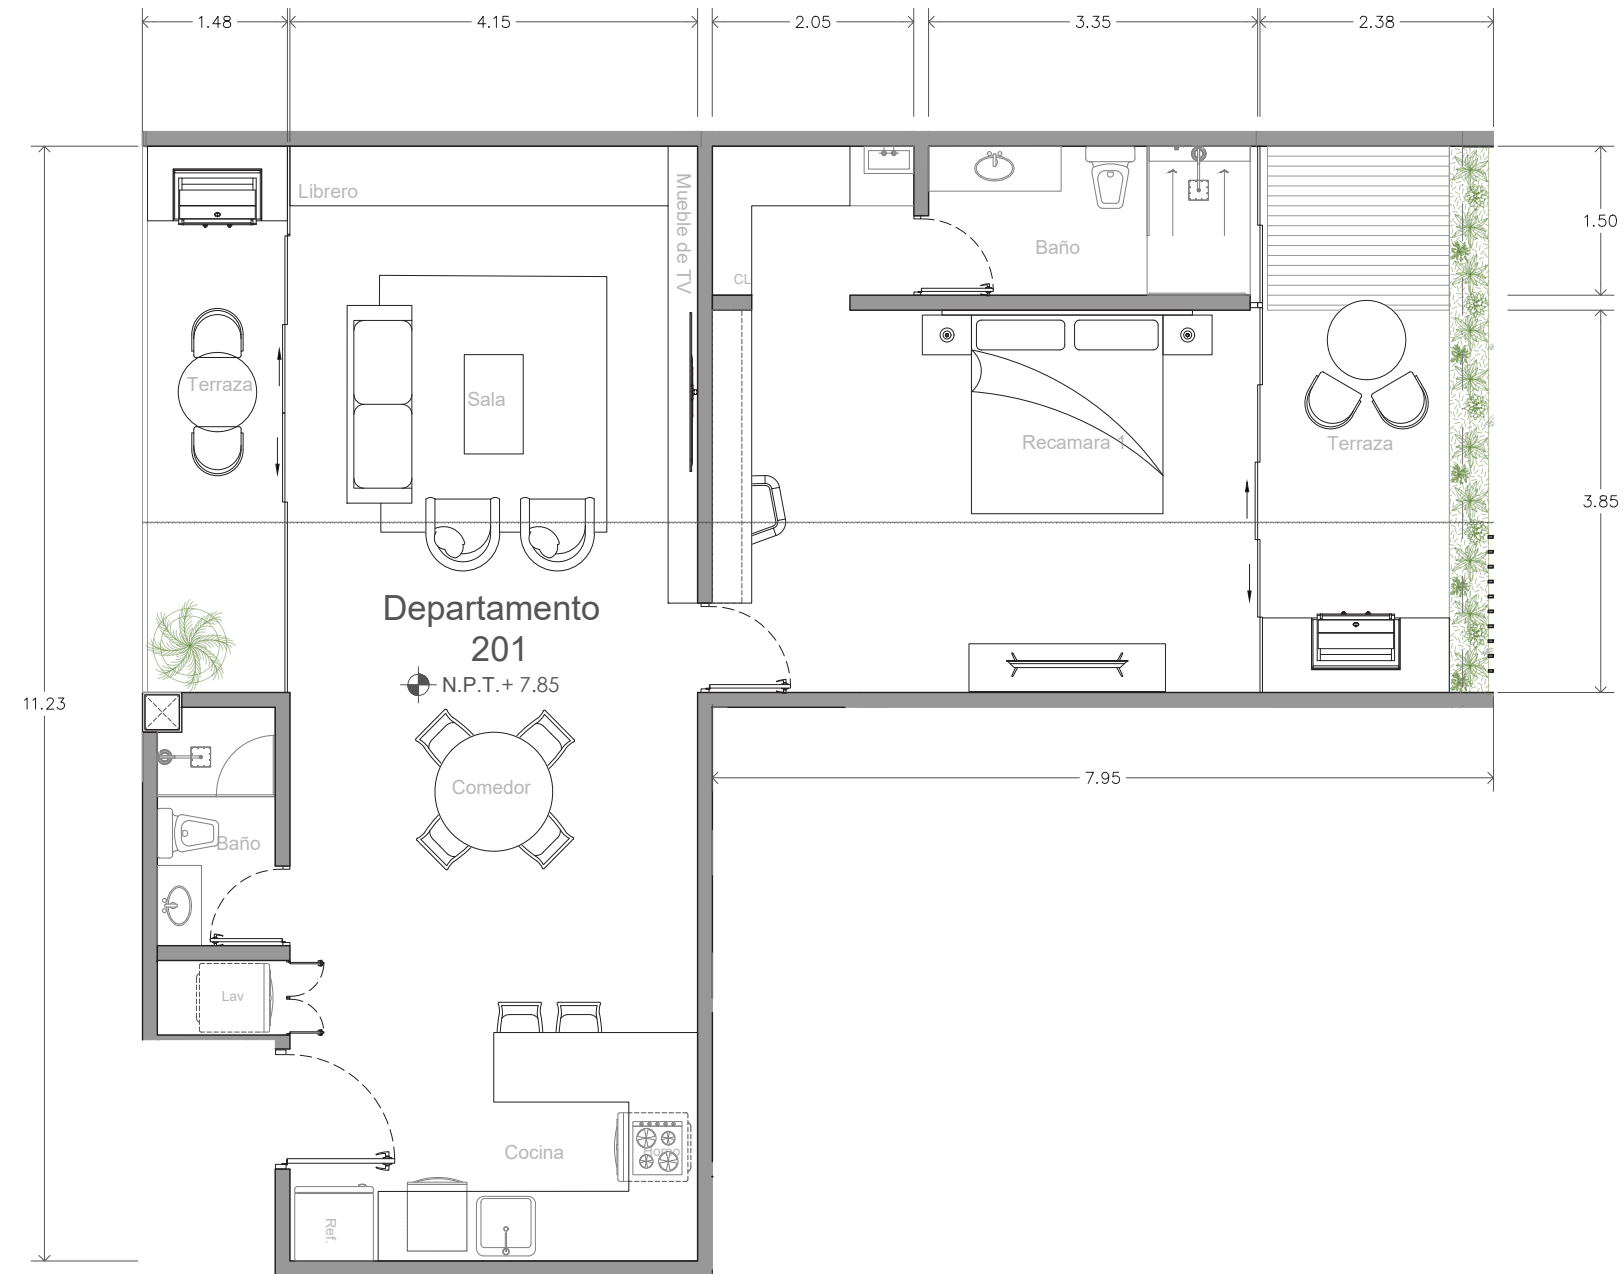 1.48
4.15
2.05
3.35
2.38
Librero
Mueble de TV
CL
Baño
1.50
Terraza
Sala
Recamara 1
Terraza
3.85
Departamento
201
N.P.T.+ 7.85
11.23
7.95
Comedor
Baño
Lav
Cocina
Horno
Ref.